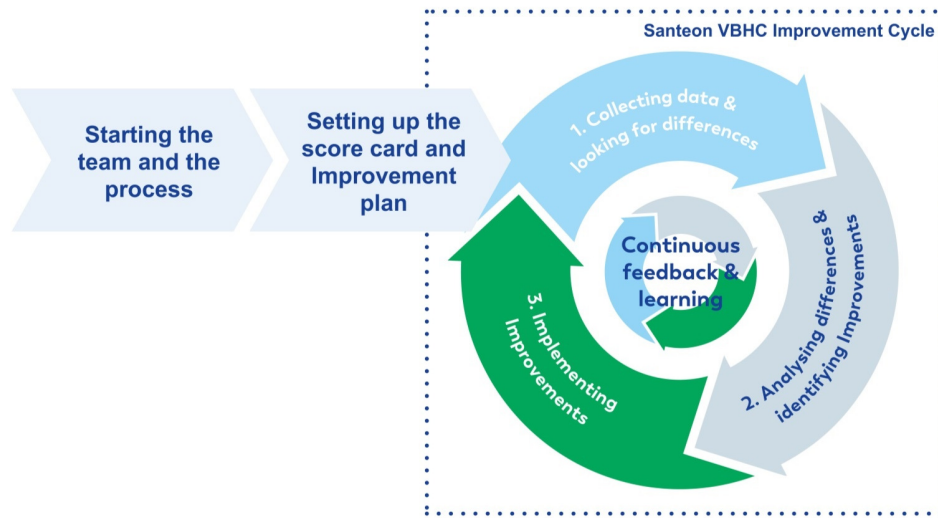 Santeon VBHC Improvement Cycle
Starting the
team and the
process
Setting up the
score card and
Improvement
plan
1. Collecting data &
looking for differences
2. Analysing differences &
identifying Improvements
3. Implementing
Improvements
Continuous
feedback &
learning